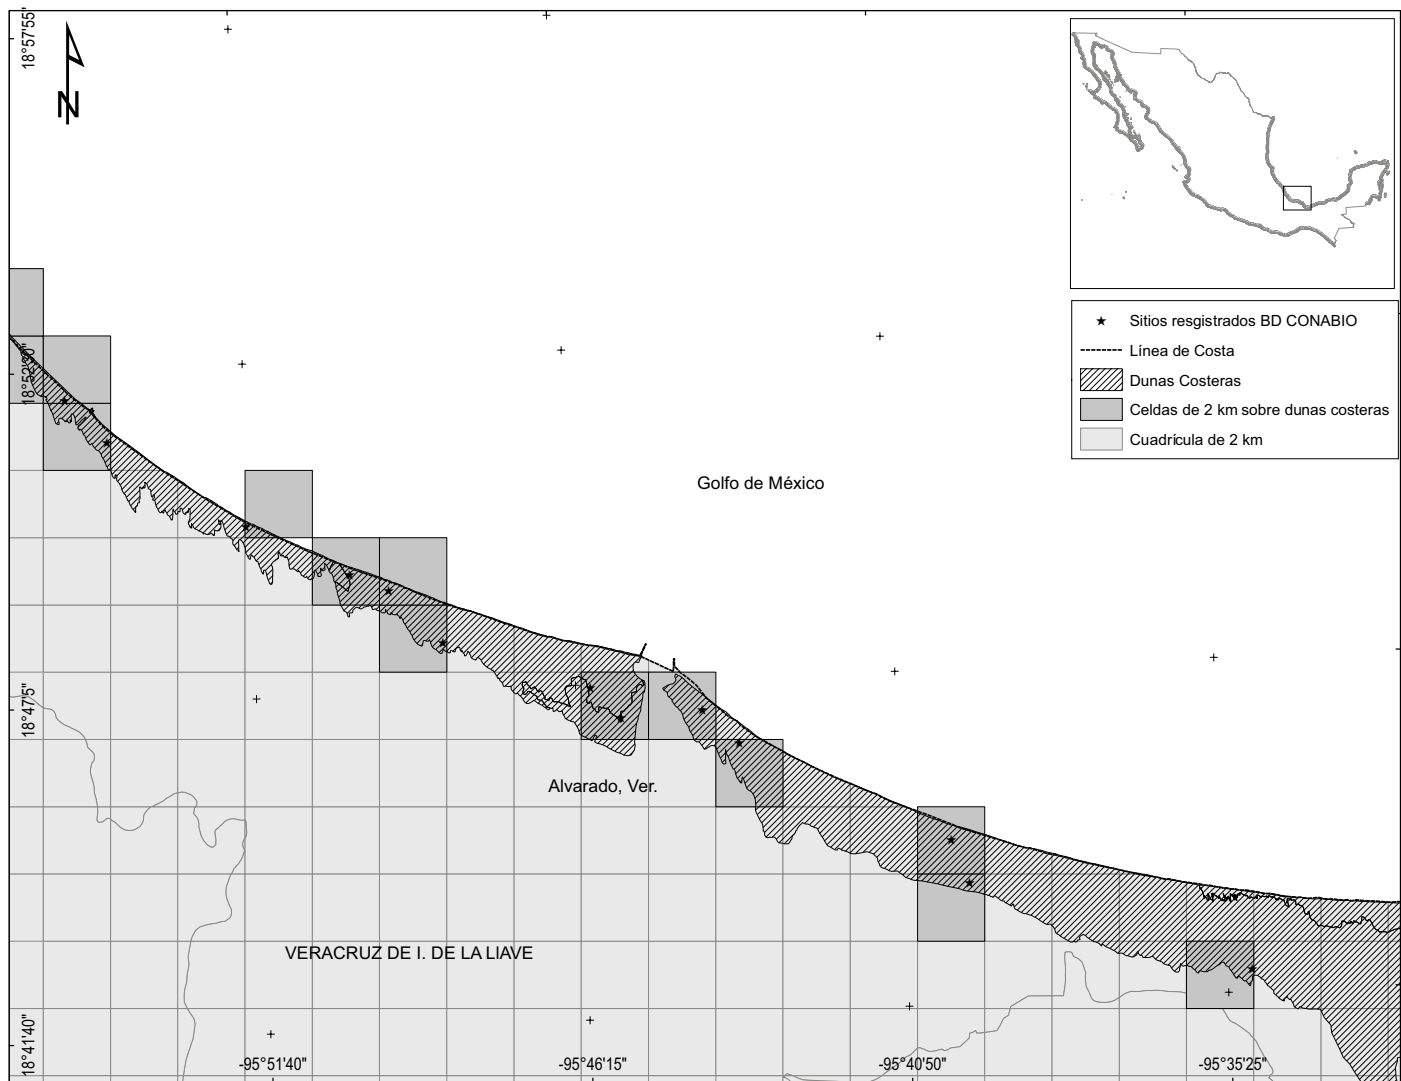 18°57'55"
N
18°52'30"
Sitios resgistrados BD CONABIO
Línea de Costa
Dunas Costeras
Celdas de 2 km sobre dunas costeras
Cuadrícula de 2 km
Golfo de México
18°47'5"
Alvarado, Ver.
VERACRUZ DE I. DE LA LIAVE
18°41'40"
-95°51'40"
-95°46'15"
-95°40'50"
-95°35'25"